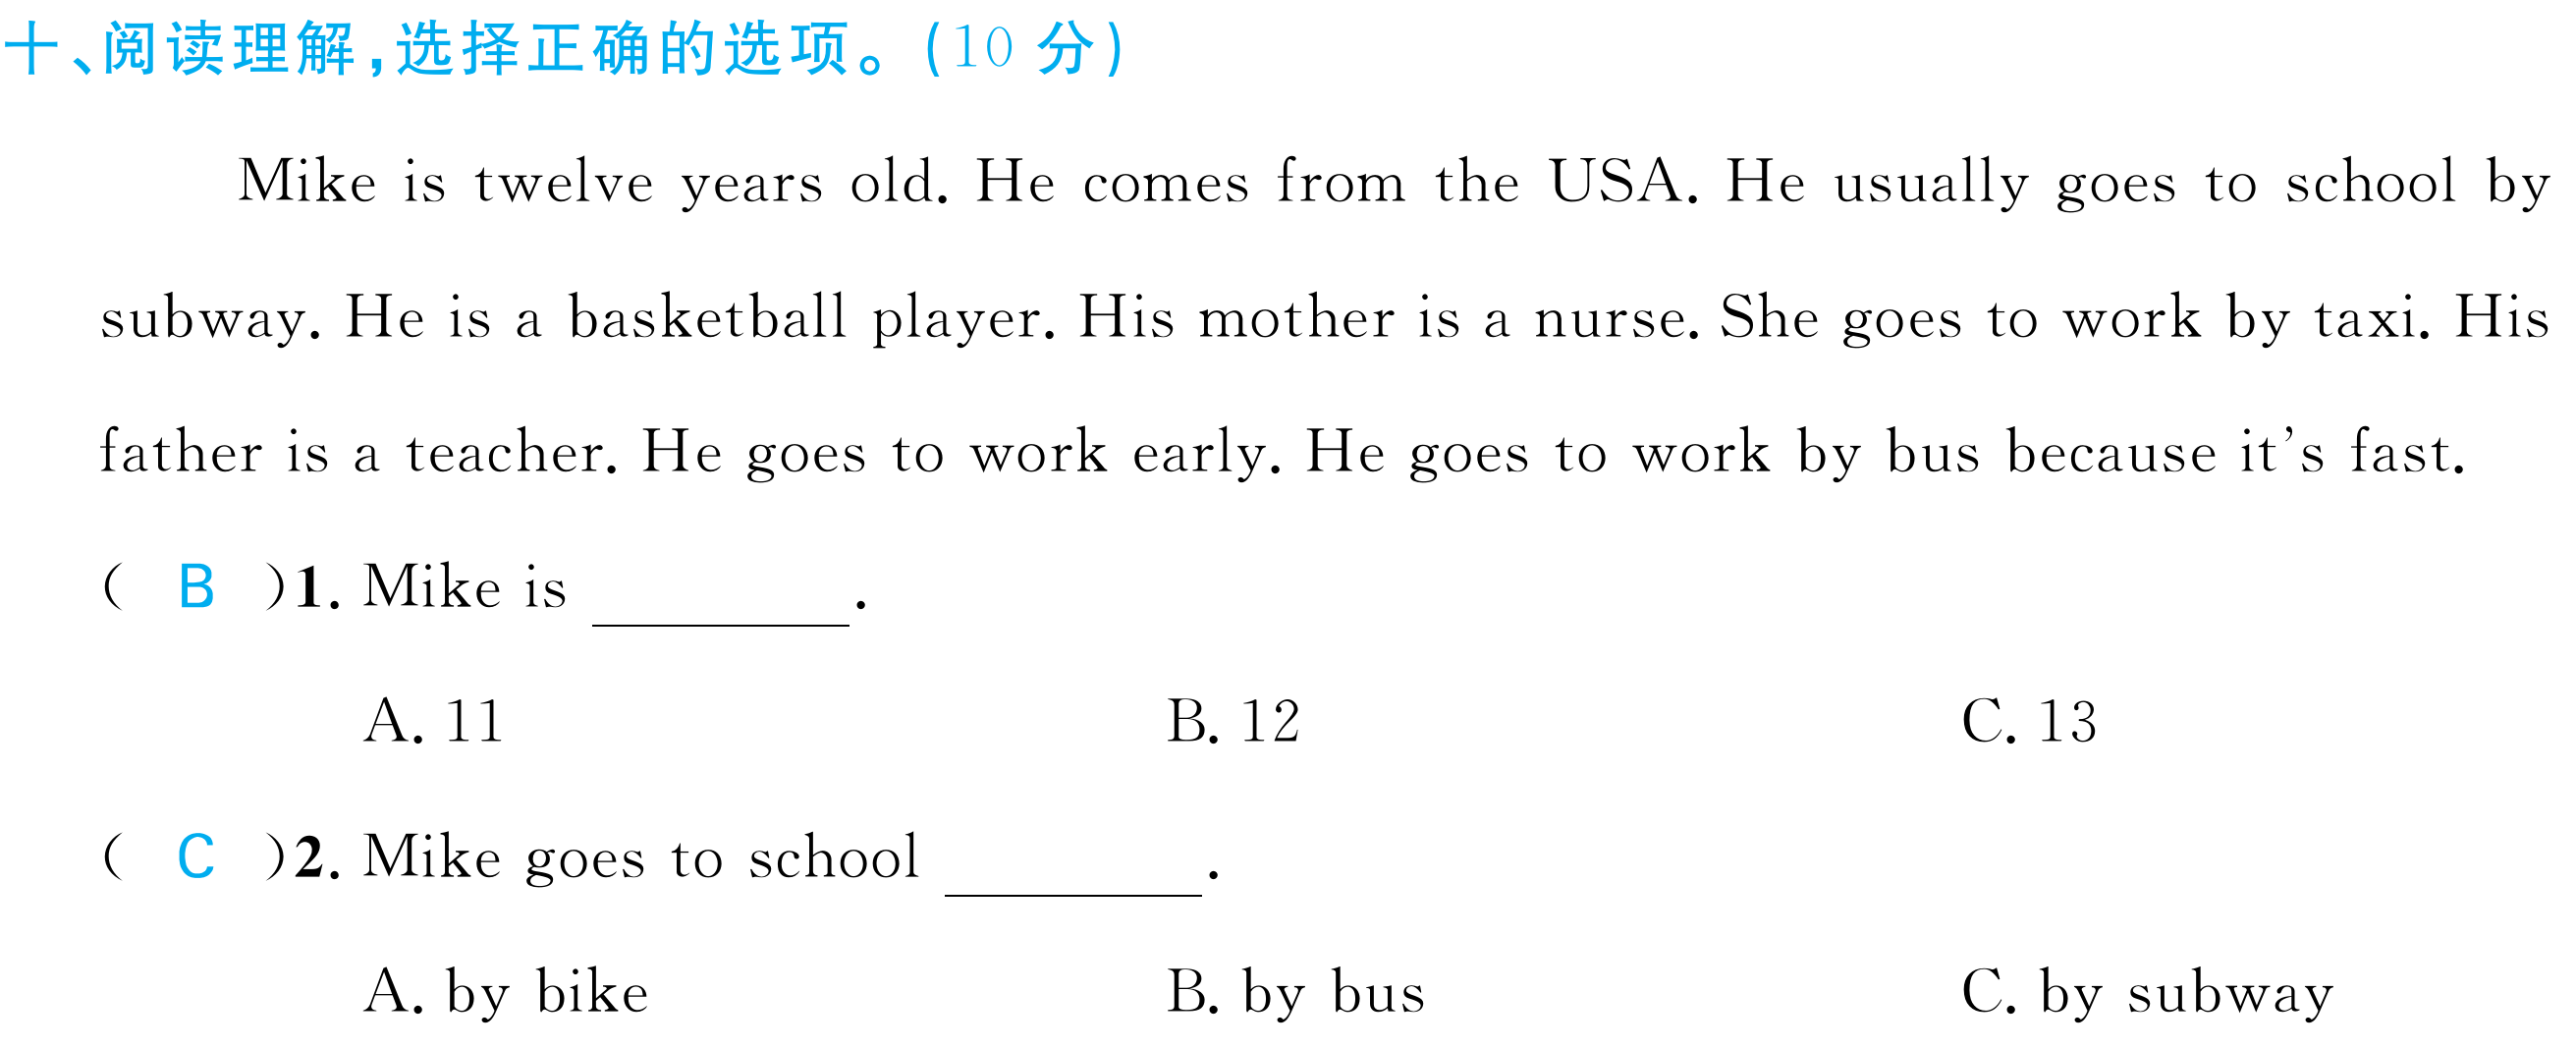 十、阅读理解,选择正确的选项。(10 分)
Mike is twelve years old. He comes from the USA. He usually goes to school by
subway. He is a basketball player. His mother is a nurse. She goes to work by taxi. His
father is a teacher. He goes to work early. He goes to work by bus because it's fast.
( B )1. Mike is ________.
A. 11 B. 12 C. 13
( C )2. Mike goes to school ________.
A. by bike B. by bus C. by subway